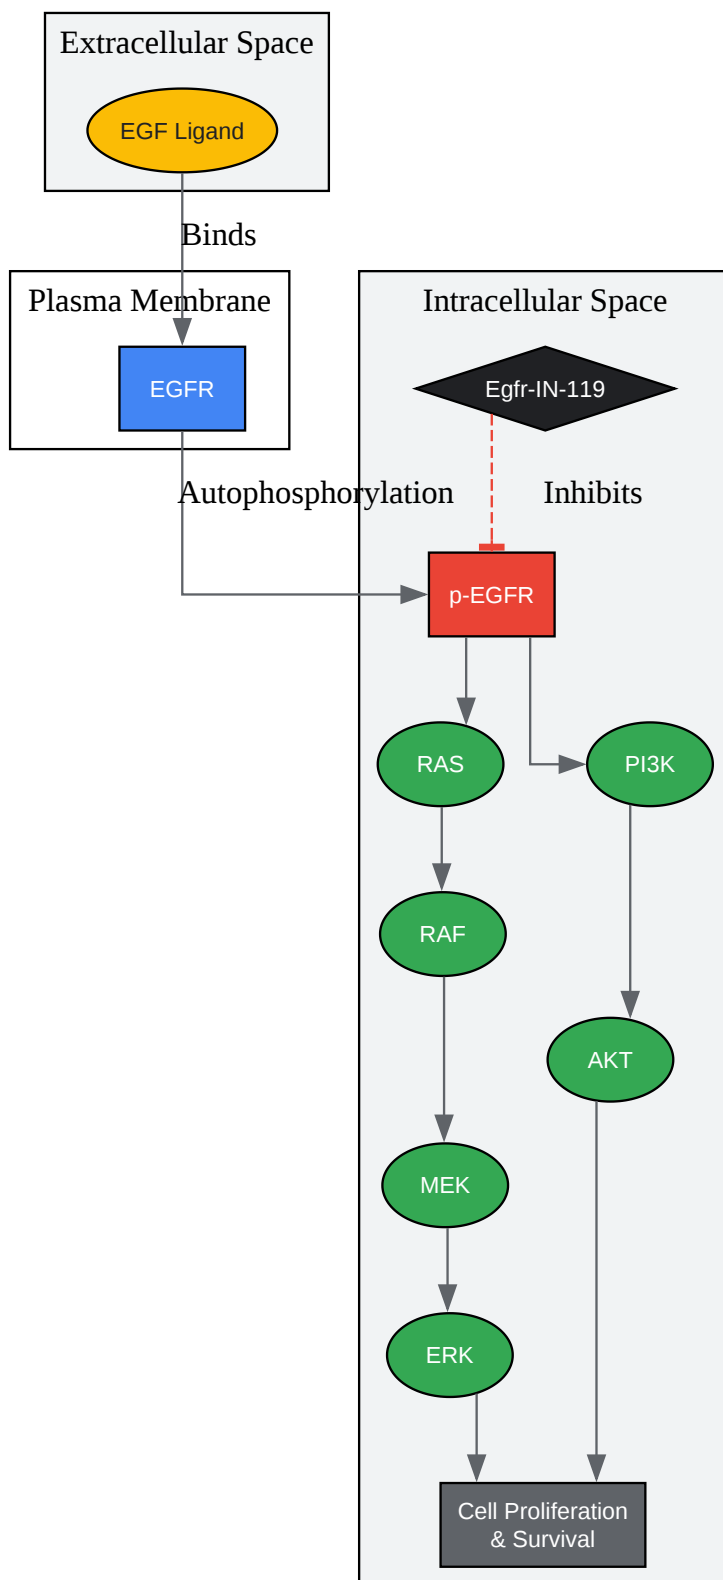 Extracellular Space
EGF Ligand
Binds
Plasma Membrane
Intracellular Space
EGFR
Egfr-IN-119
Autophosphorylation
Inhibits
p-EGFR
RAS
PI3K
RAF
AKT
MEK
ERK
Cell Proliferation
& Survival